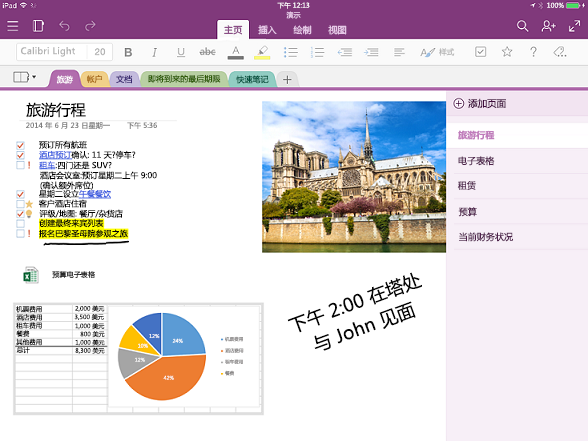 iPad
下午 12:13
100%
演示
主页 插入 绘制 视图
Calibri Light 20 B I U abc A 样式
旅游 帐户 文档 即将到来的最后期限 快速笔记
旅游行程
2014 年 6 月 23 日星期一 下午 5:36
预订所有航班
酒店预订确认: 11 天?停车?
租车:四门还是 SUV?
酒店会议室:预订星期二上午 9:00
(确认额外席位)
星期二设立午餐餐饮
客户酒店住宿
评级/地图: 餐厅/杂货店
创建最终来宾列表
报名巴黎圣母院参观之旅
预算电子表格
机票费用 2,000 美元
酒店费用 3,500 美元
租车费用 1,000 美元
餐费 800 美元
其他费用 1,000 美元
总计 8,300 美元
24%
42%
12%
10%
12%
机票费用
酒店费用
租车费用
餐费
下午 2:00 在塔处
与 John 见面
添加页面
旅游行程
电子表格
租赁
预算
当前财务状况